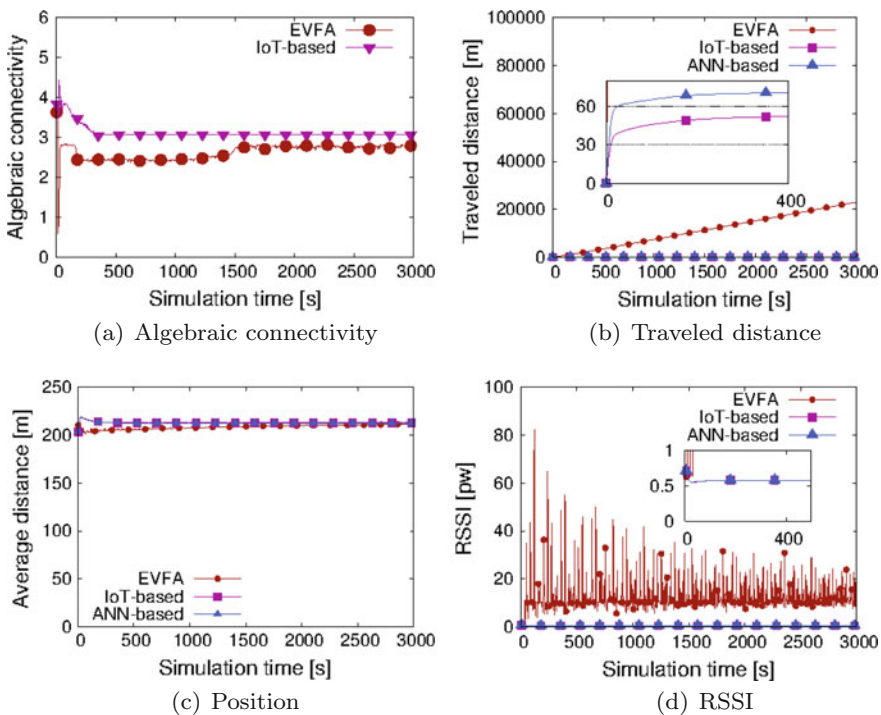 6
5
4
3
2
1
0
0 500 1000 1500 2000 2500 3000
Algebraic connectivity
Simulation time [s]
EVFA
IoT-based
(a) Algebraic connectivity
100000
80000
60000
40000
20000
0
0 500 1000 1500 2000 2500 3000
Traveled distance [m]
Simulation time [s]
EVFA
IoT-based
ANN-based
60
30
0
0 400
(b) Traveled distance
250
200
150
100
50
0
0 500 1000 1500 2000 2500 3000
Average distance [m]
Simulation time [s]
EVFA
IoT-based
ANN-based
(c) Position
100
80
60
40
20
0
0 500 1000 1500 2000 2500 3000
RSSI [pw]
Simulation time [s]
EVFA
IoT-based
ANN-based
1
0.5
0
0 400
(d) RSSI